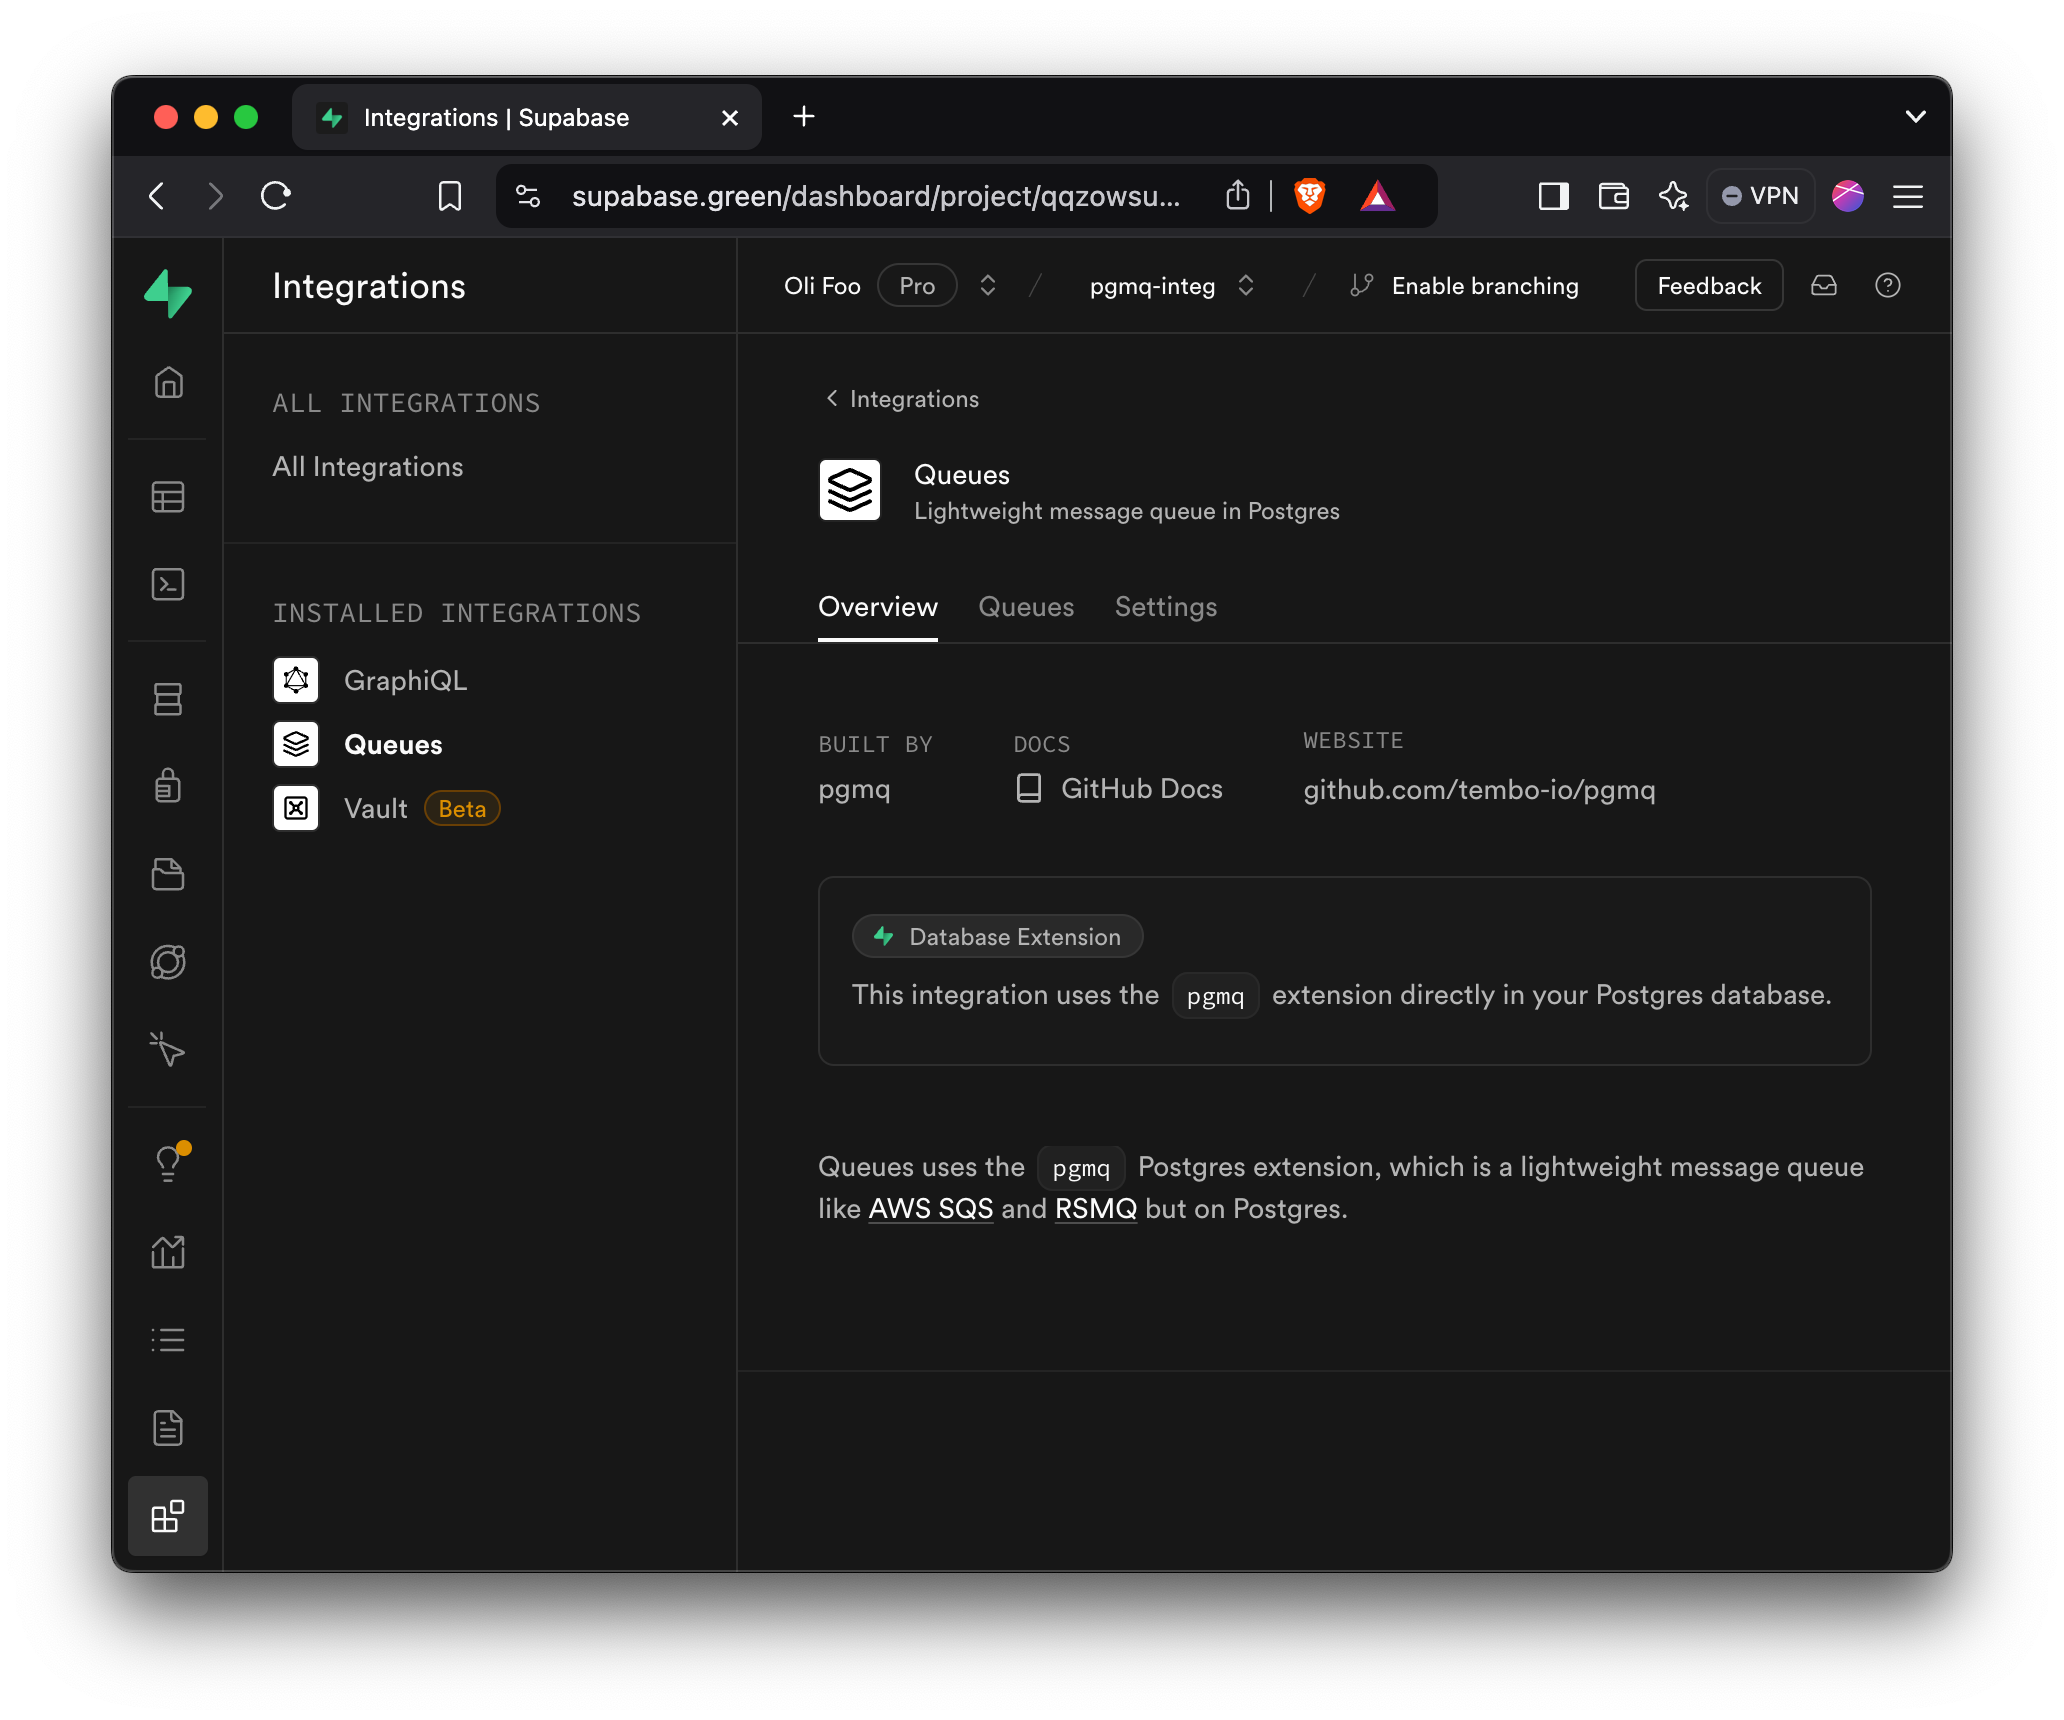 Integrations | Supabase
supabase.green/dashboard/project/qqzowsu...
VPN
Integrations
Oli Foo Pro / pgmq-integ / Enable branching Feedback
ALL INTEGRATIONS
All Integrations
INSTALLED INTEGRATIONS
GraphiQL
Queues
Vault Beta
Integrations
Queues
Lightweight message queue in Postgres
Overview Queues Settings
BUILT BY DOCS WEBSITE
pgmq GitHub Docs github.com/tembo-io/pgmq
Database Extension
This integration uses the pgmq extension directly in your Postgres database.
Queues uses the pgmq Postgres extension, which is a lightweight message queue
like AWS SQS and RSMQ but on Postgres.